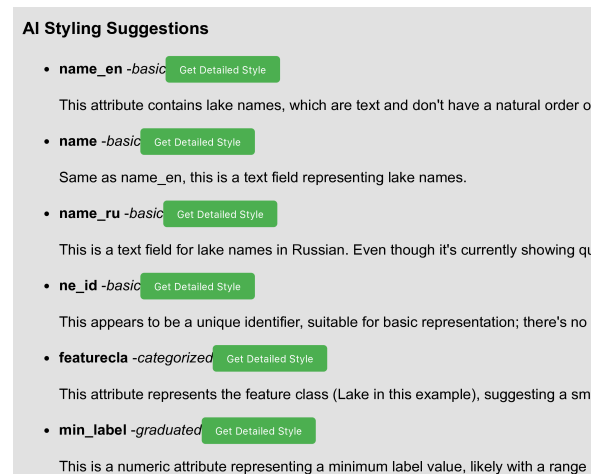 AI Styling Suggestions
name_en -basic Get Detailed Style
This attribute contains lake names, which are text and don't have a natural order o
name -basic Get Detailed Style
Same as name_en, this is a text field representing lake names.
name_ru -basic Get Detailed Style
This is a text field for lake names in Russian. Even though it's currently showing qu
ne_id -basic Get Detailed Style
This appears to be a unique identifier, suitable for basic representation; there's no
featurecla -categorized Get Detailed Style
This attribute represents the feature class (Lake in this example), suggesting a sm
min_label -graduated Get Detailed Style
This is a numeric attribute representing a minimum label value, likely with a range